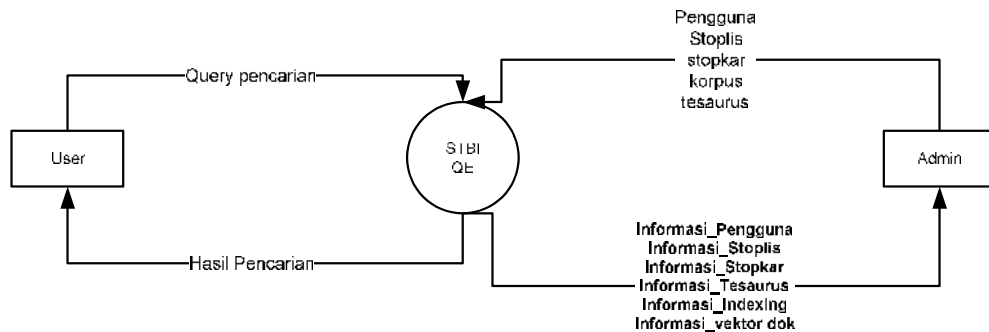 Pengguna
Stoplis
stopkar
korpus
tesaurus
Query pencarian
User
STBI
QE
Admin
Hasil Pencarian
Informasi_Pengguna
Informasi_Stoplis
Informasi_Stopkar
Informasi_Tesaurus
Informasi_Indexing
Informasi_vektor dok